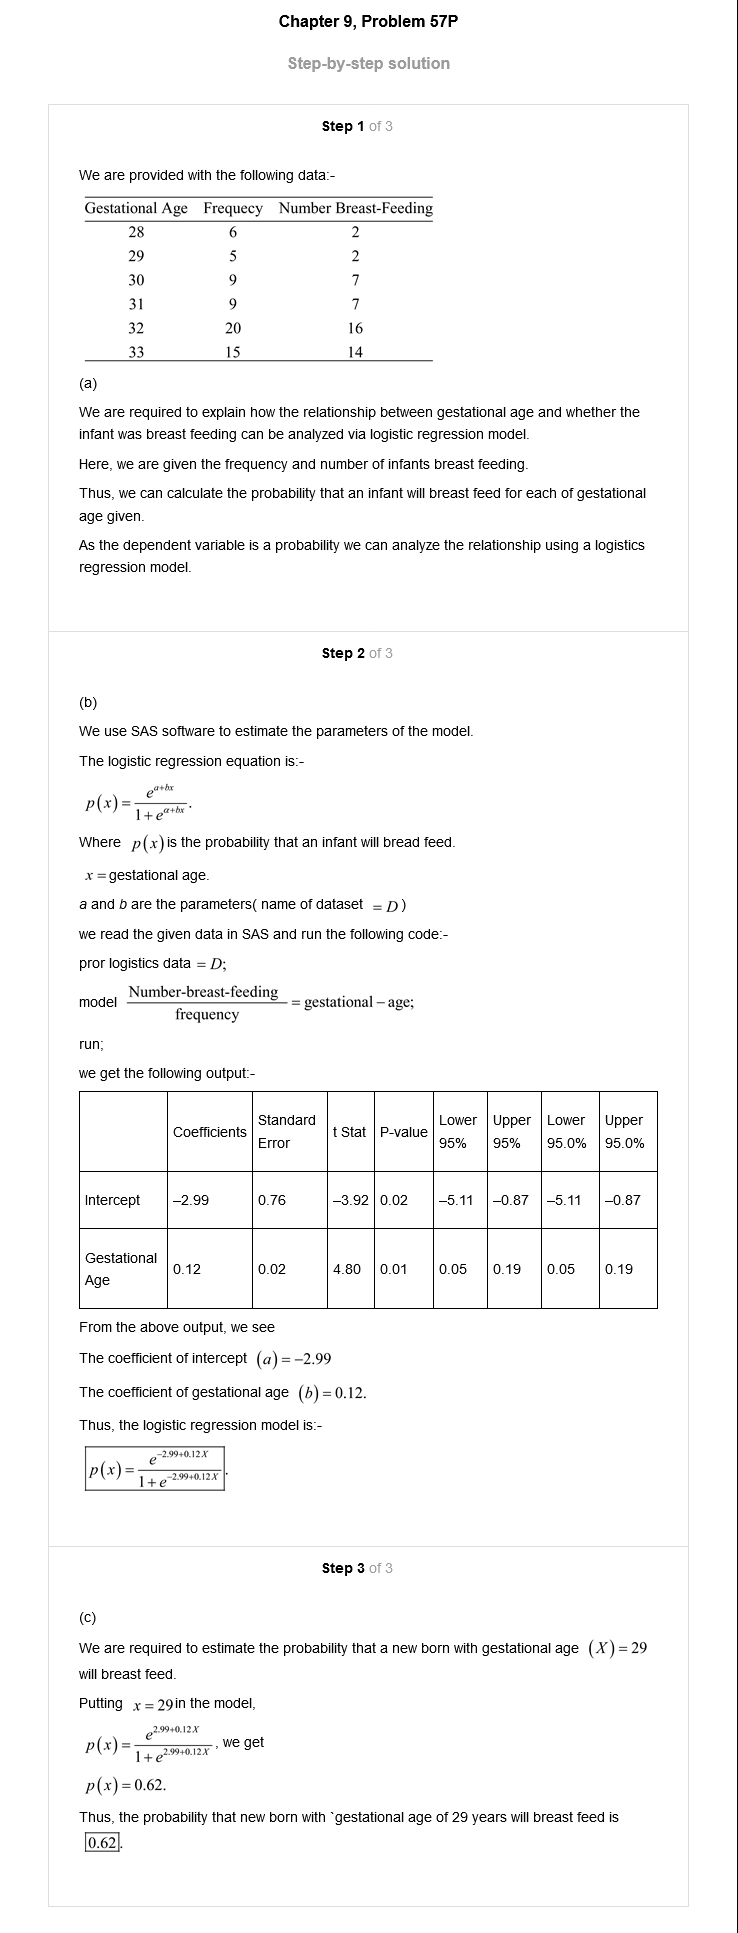 Chapter 9, Problem 57P
Step-by-step solution
Step 1 of 3
We are provided with the following data:-
Gestational Age Frequecy Number Breast-Feeding
28 6 2
29 5 2
30 9 7
31 9 7
32 20 16
33 15 14
(a)
We are required to explain how the relationship between gestational age and whether the
infant was breast feeding can be analyzed via logistic regression model.
Here, we are given the frequency and number of infants breast feeding.
Thus, we can calculate the probability that an infant will breast feed for each of gestational
age given.
As the dependent variable is a probability we can analyze the relationship using a logistics
regression model.
Step 2 of 3
(b)
We use SAS software to estimate the parameters of the model.
The logistic regression equation is:-
p(x) = e^{a+bx} / 1+e^{a+bx}.
Where p(x) is the probability that an infant will bread feed.
x = gestational age.
a and b are the parameters( name of dataset = D)
we read the given data in SAS and run the following code:-
pror logistics data = D;
model Number-breast-feeding / frequency = gestational – age;
run;
we get the following output:-
Coefficients Standard Error t Stat P-value Lower 95% Upper 95% Lower 95.0% Upper 95.0%
Intercept –2.99 0.76 –3.92 0.02 –5.11 –0.87 –5.11 –0.87
Gestational Age 0.12 0.02 4.80 0.01 0.05 0.19 0.05 0.19
From the above output, we see
The coefficient of intercept (a) = –2.99
The coefficient of gestational age (b) = 0.12.
Thus, the logistic regression model is:-
p(x) = e^{-2.99+0.12X} / 1+e^{-2.99+0.12X}.
Step 3 of 3
(c)
We are required to estimate the probability that a new born with gestational age (X) = 29
will breast feed.
Putting x = 29 in the model,
p(x) = e^{2.99+0.12X} / 1+e^{2.99+0.12X}, we get
p(x) = 0.62.
Thus, the probability that new born with `gestational age of 29 years will breast feed is
0.62.